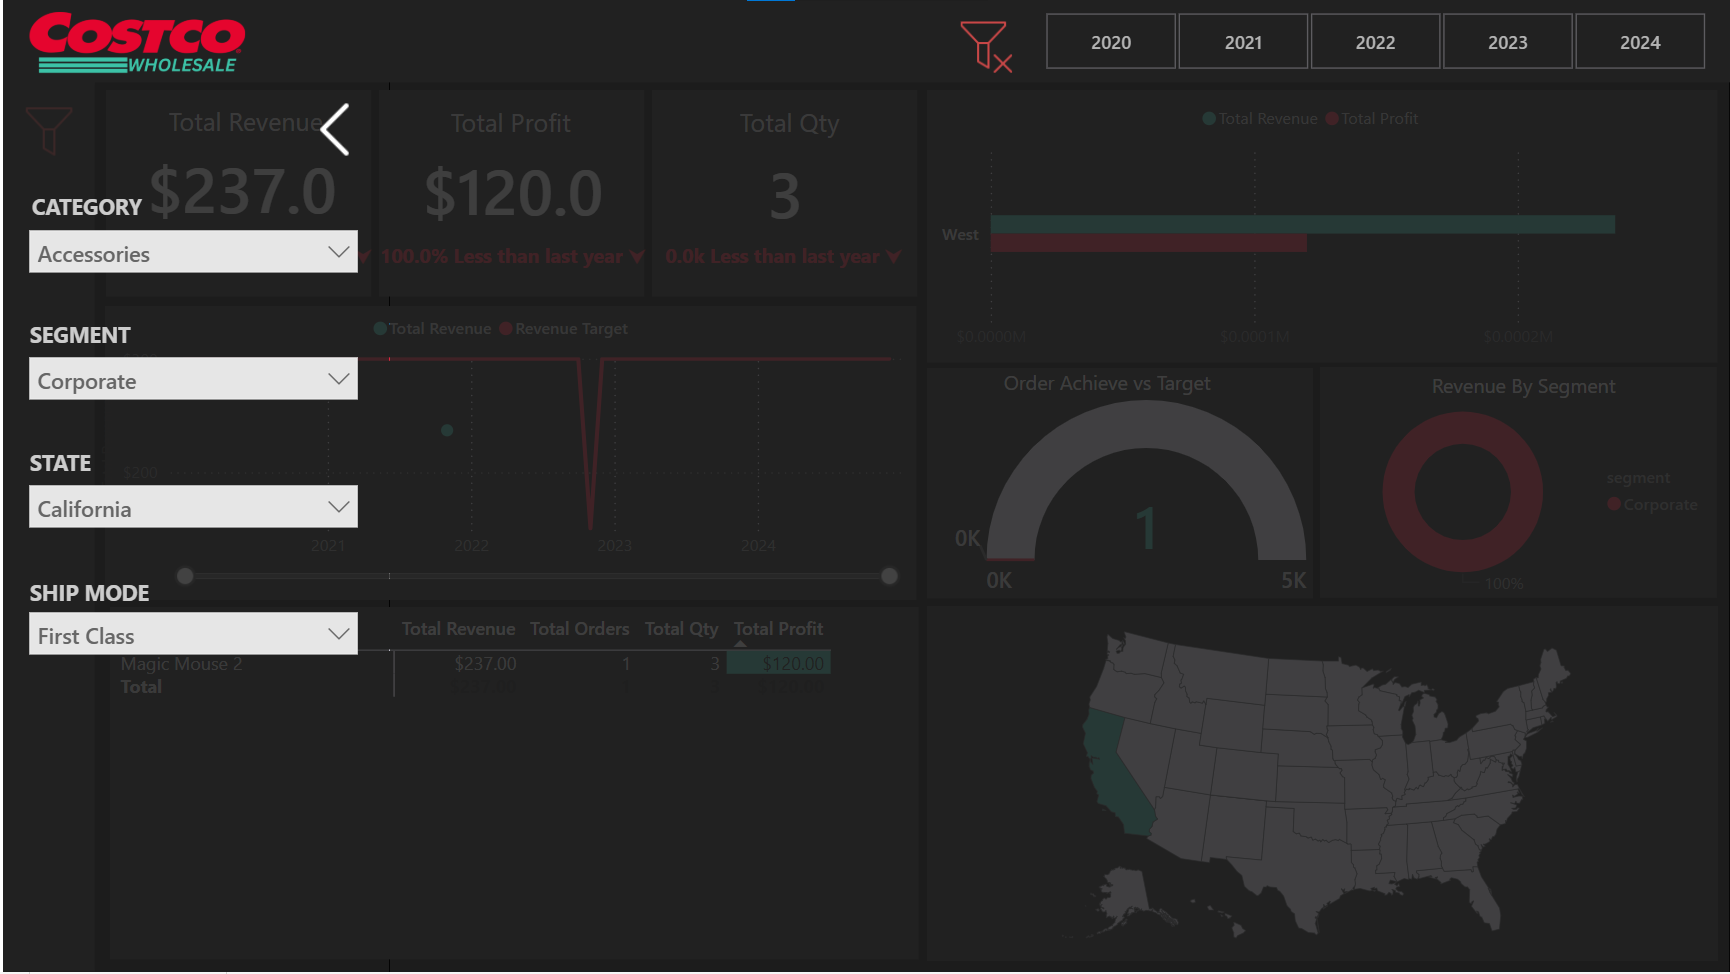 COSTCO
WHOLESALE
2020
2021
2022
2023
2024
Total Revenue
$237.0
Total Profit
$120.0
100.0% Less than last year
Total Qty
3
0.0k Less than last year
CATEGORY
Accessories
SEGMENT
Corporate
STATE
California
SHIP MODE
First Class
Total Revenue Revenue Target
$200
2021 2022 2023 2024
Total Revenue Total Orders Total Qty Total Profit
Magic Mouse 2 $237.00 1 3 $120.00
Total $237.00 1 3 $120.00
Total Revenue Total Profit
West
$0.0000M $0.0001M $0.0002M
Order Achieve vs Target
0K
1
0K 5K
Revenue By Segment
segment
Corporate
100%